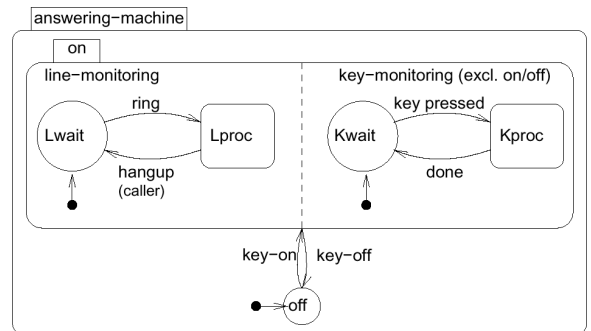 answering−machine
on
line−monitoring
key−monitoring (excl. on/off)
ring
key pressed
Lwait
Lproc
Kwait
Kproc
hangup
(caller)
done
key−on
key−off
off